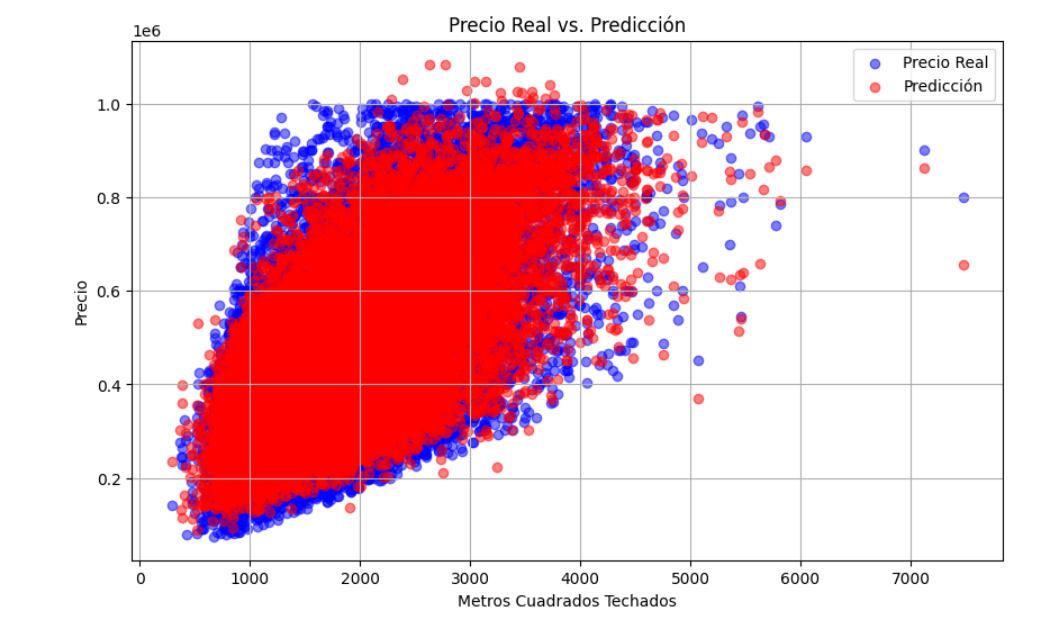 Precio Real vs. Predicción
1e6
Precio Real
Predicción
1.0
0.8
0.6
0.4
0.2
Precio
0 1000 2000 3000 4000 5000 6000 7000
Metros Cuadrados Techados